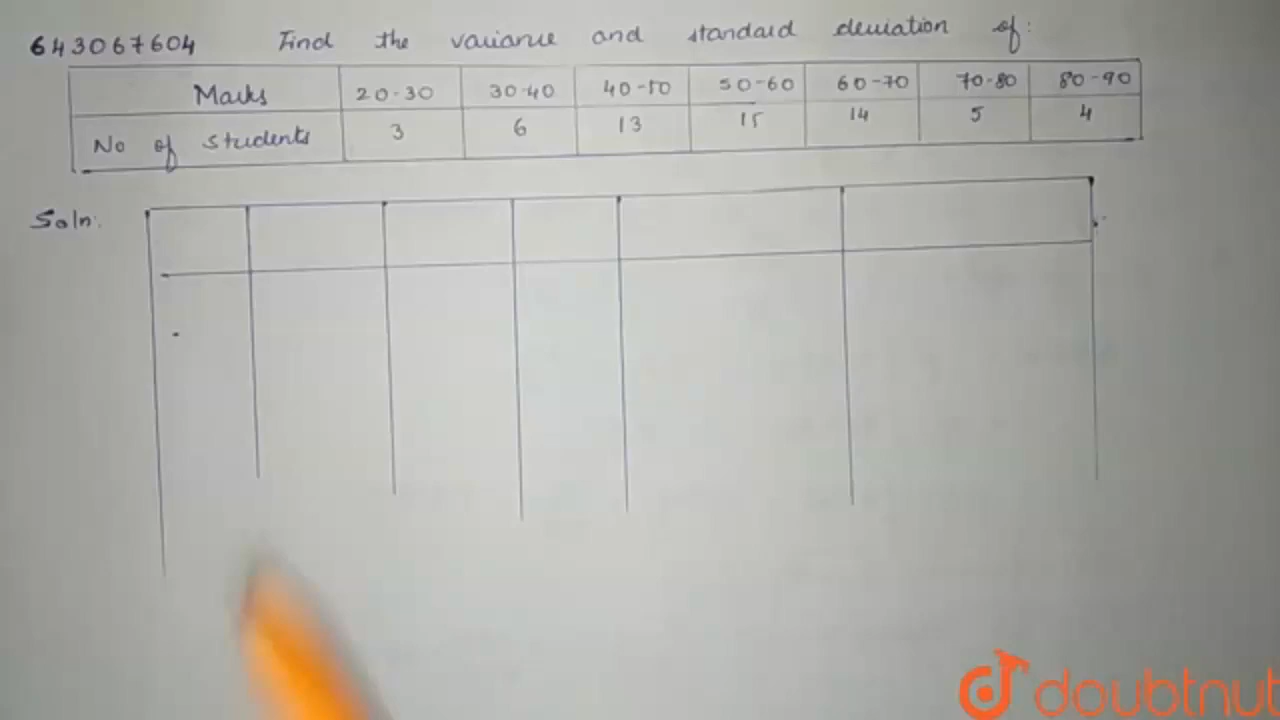 643067604 Find the variance and standard deviation of:
Marks 20-30 30-40 40-50 50-60 60-70 70-80 80-90
No of students 3 6 13 15 14 5 4
Soln:
doubtnut